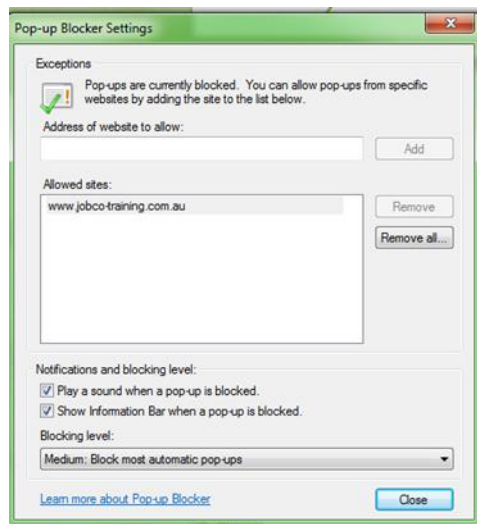 Pop-up Blocker Settings
Exceptions
Pop-ups are currently blocked. You can allow pop-ups from specific
websites by adding the site to the list below.
Address of website to allow:
Add
Allowed sites:
www.jobco-training.com.au
Remove
Remove all...
Notifications and blocking level:
Play a sound when a pop-up is blocked.
Show Information Bar when a pop-up is blocked.
Blocking level:
Medium: Block most automatic pop-ups
Learn more about Pop-up Blocker
Close